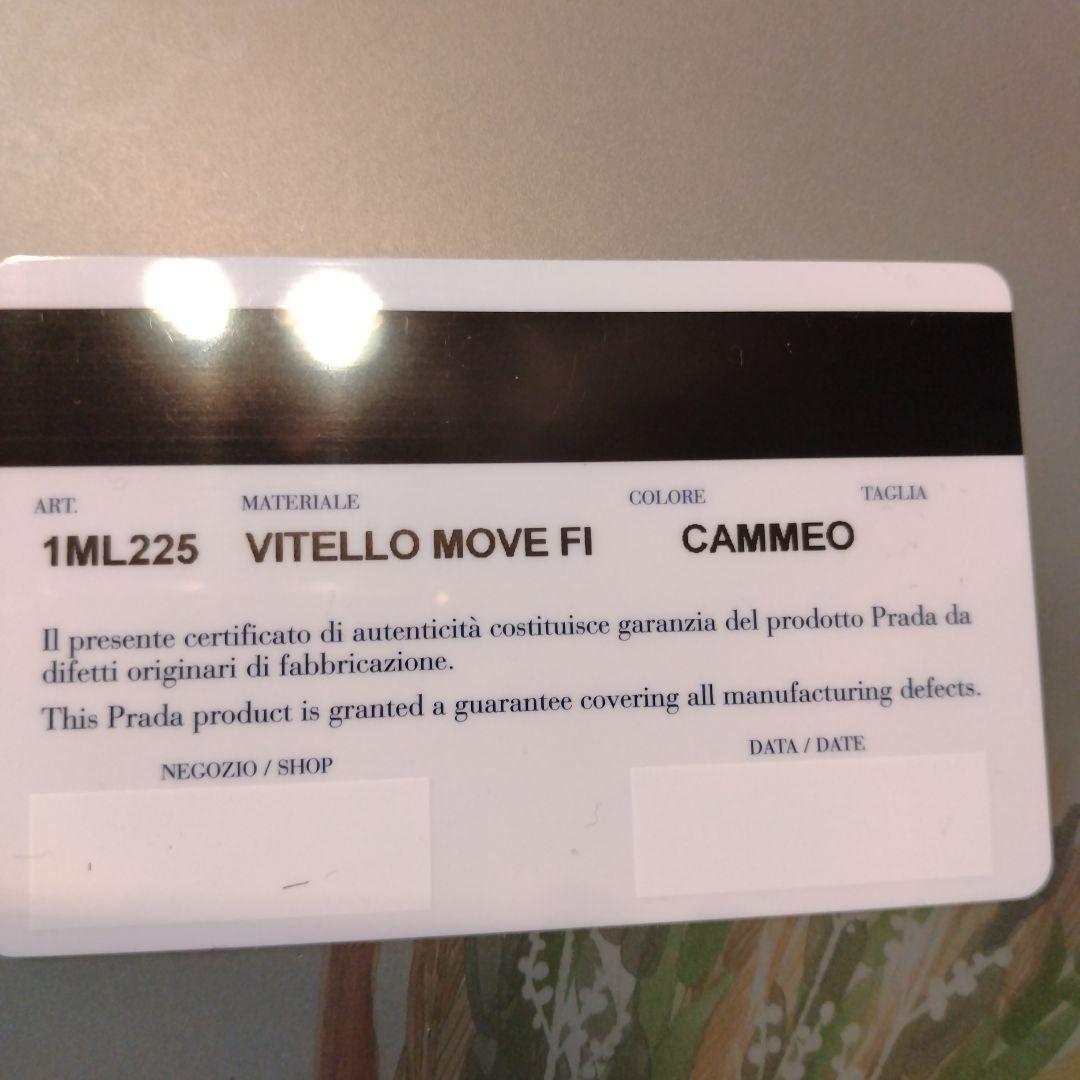 ART. MATERIALE COLORE TAGLIA
1ML225 VITELLO MOVE FI CAMMEO
Il presente certificato di autenticità costituisce garanzia del prodotto Prada da
difetti originari di fabbricazione.
This Prada product is granted a guarantee covering all manufacturing defects.
NEGOZIO / SHOP DATA / DATE